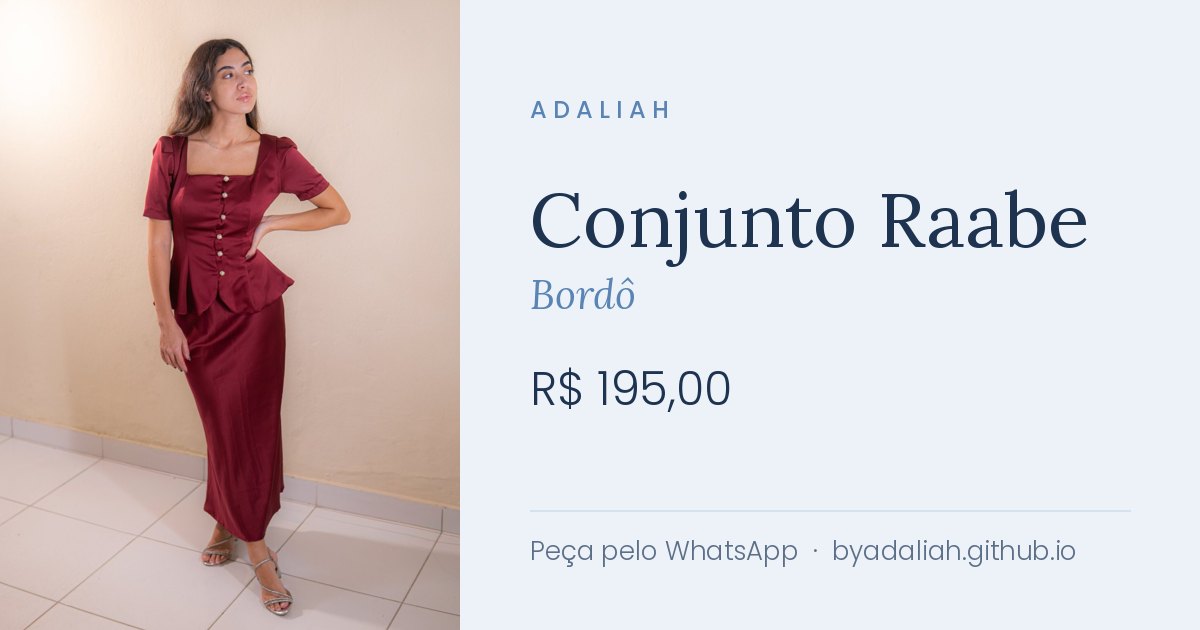 ADALIAH
Conjunto Raabe
Bordô
R$ 195,00
Peça pelo WhatsApp · byadaliah.github.io